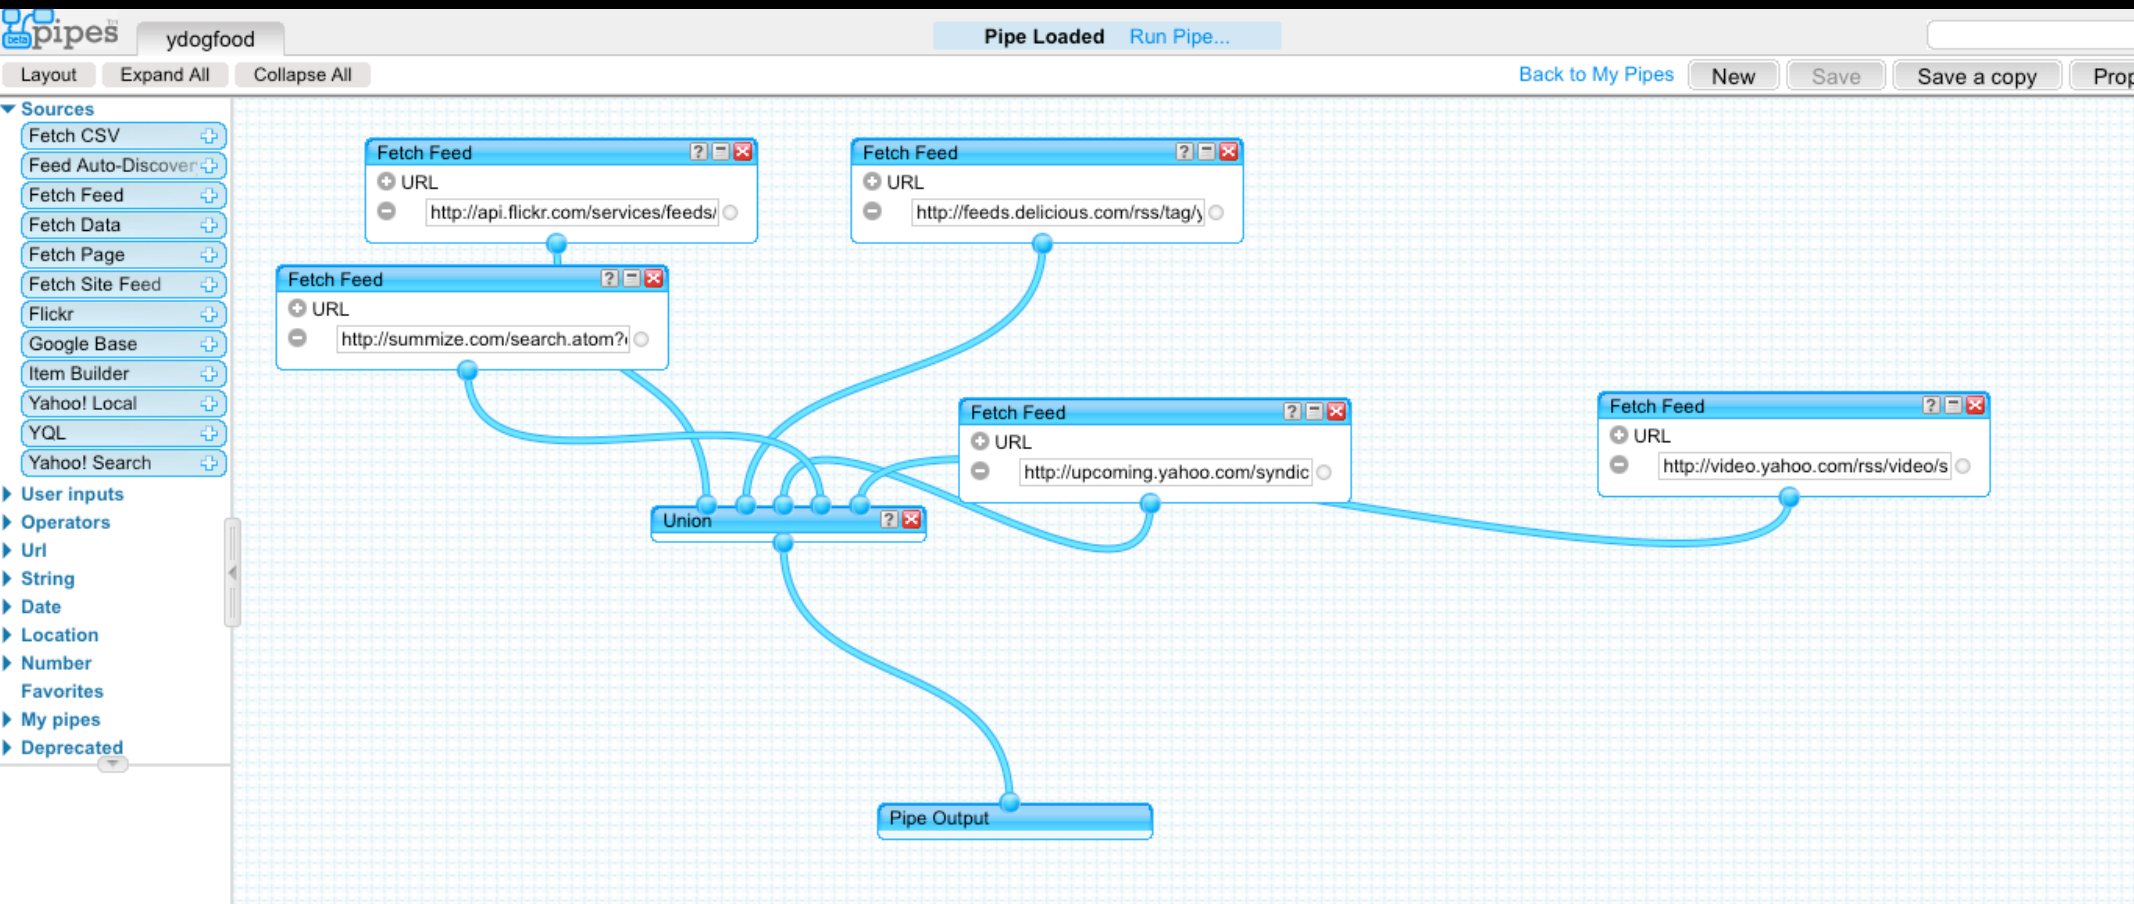 pipes™
beta
ydogfood
Pipe Loaded Run Pipe...
Layout Expand All Collapse All
Back to My Pipes New Save Save a copy Prop
Sources
Fetch CSV
Feed Auto-Discover
Fetch Feed
Fetch Data
Fetch Page
Fetch Site Feed
Flickr
Google Base
Item Builder
Yahoo! Local
YQL
Yahoo! Search
User inputs
Operators
Url
String
Date
Location
Number
Favorites
My pipes
Deprecated
Fetch Feed ?
URL
http://api.flickr.com/services/feeds/
Fetch Feed ?
URL
http://feeds.delicious.com/rss/tag/y
Fetch Feed ?
URL
http://summize.com/search.atom?
Fetch Feed ?
URL
http://upcoming.yahoo.com/syndic
Fetch Feed ?
URL
http://video.yahoo.com/rss/video/s
Union ?
Pipe Output